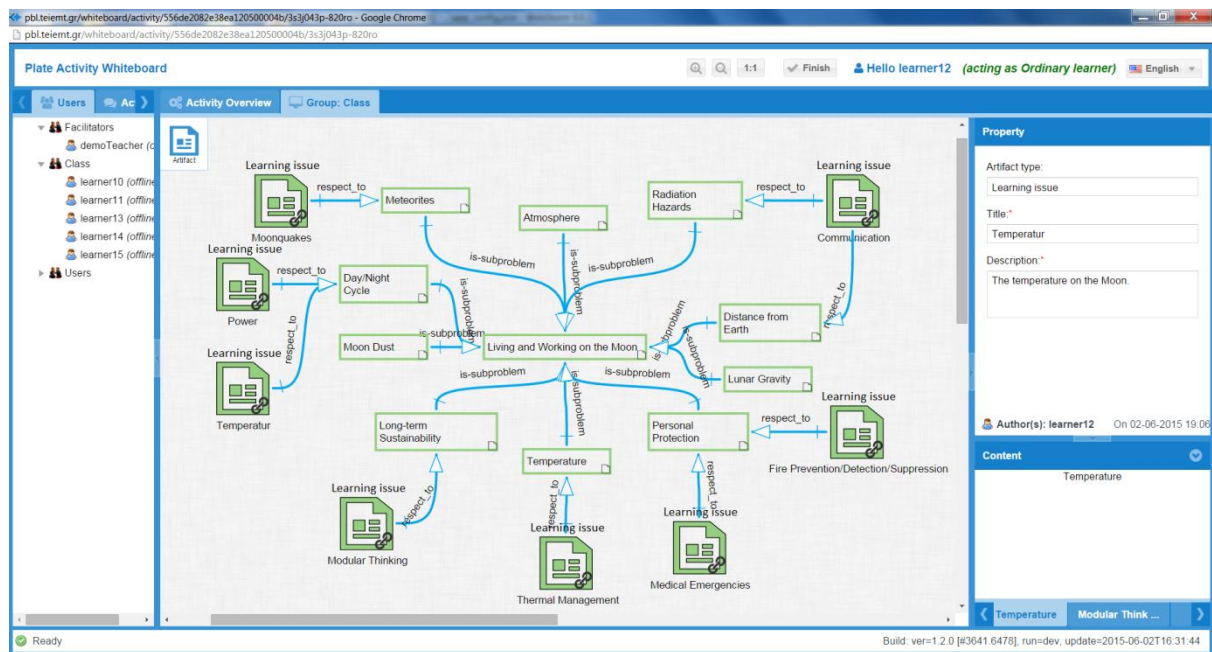 pbl.teiemt.gr/whiteboard/activity/556de2082e38ea120500004b/3s3j043p-820ro - Google Chrome
pbl.teiemt.gr/whiteboard/activity/556de2082e38ea120500004b/3s3j043p-820ro
Plate Activity Whiteboard
1:1
Finish
Hello learner12 (acting as Ordinary learner)
English
Users
Ac
Activity Overview
Group: Class
Facilitators
demoTeacher (o
Class
learner10 (offline
learner11 (offline
learner13 (offline
learner14 (offline
learner15 (offline
Users
Artifact
Learning issue
Moonquakes
respect_to
Meteorites
Atmosphere
Radiation
Hazards
respect_to
Learning issue
Communication
Learning issue
Power
respect_to
Day/Night
Cycle
is-subproblem
is-subproblem
is-subproblem
is-subproblem
respect_to
Distance from
Earth
is-subproblem
Learning issue
Temperatur
respect_to
Moon Dust
is-subproblem
Living and Working on the Moon
is-subproblem
Lunar Gravity
is-subproblem
is-subproblem
is-subproblem
Long-term
Sustainability
Temperature
Personal
Protection
respect_to
Learning issue
Fire Prevention/Detection/Suppression
Learning issue
Modular Thinking
respect_to
respect_to
Learning issue
Thermal Management
respect_to
Learning issue
Medical Emergencies
Property
Artifact type:
Learning issue
Title:*
Temperatur
Description:*
The temperature on the Moon.
Author(s): learner12 On 02-06-2015 19:06
Content
Temperature
Temperature
Modular Think ...
Ready
Build: ver=1.2.0 [#3641.6478], run=dev, update=2015-06-02T16:31:44